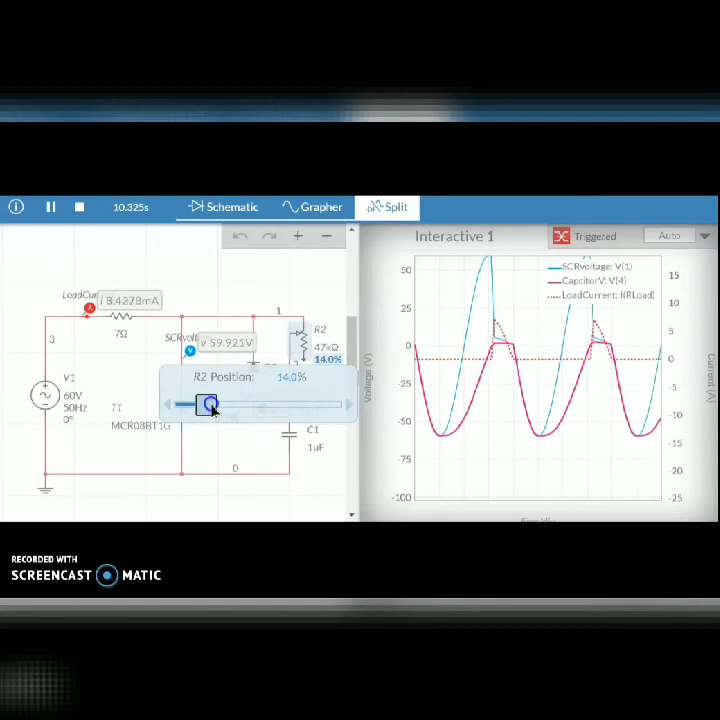 10.325s
Schematic
Grapher
Split
Interactive 1
Triggered
Auto
LoadCur
i 8.4278mA
1
SCRvoltage: V(1)
CapcitorV: V(4)
LoadCurrent: I(RLoad)
50
25
0
-25
-50
-75
-100
15
10
5
0
-5
-10
-15
-20
-25
Voltage (V)
Current (A)
7Ω
3
SCRvolt
v 59.921V
R2
47kΩ
14.0%
R2 Position: 14.0%
V1
60V
50Hz
0°
T1
MCR08BT1G
C1
1uF
0
RECORDED WITH
SCREENCAST MATIC